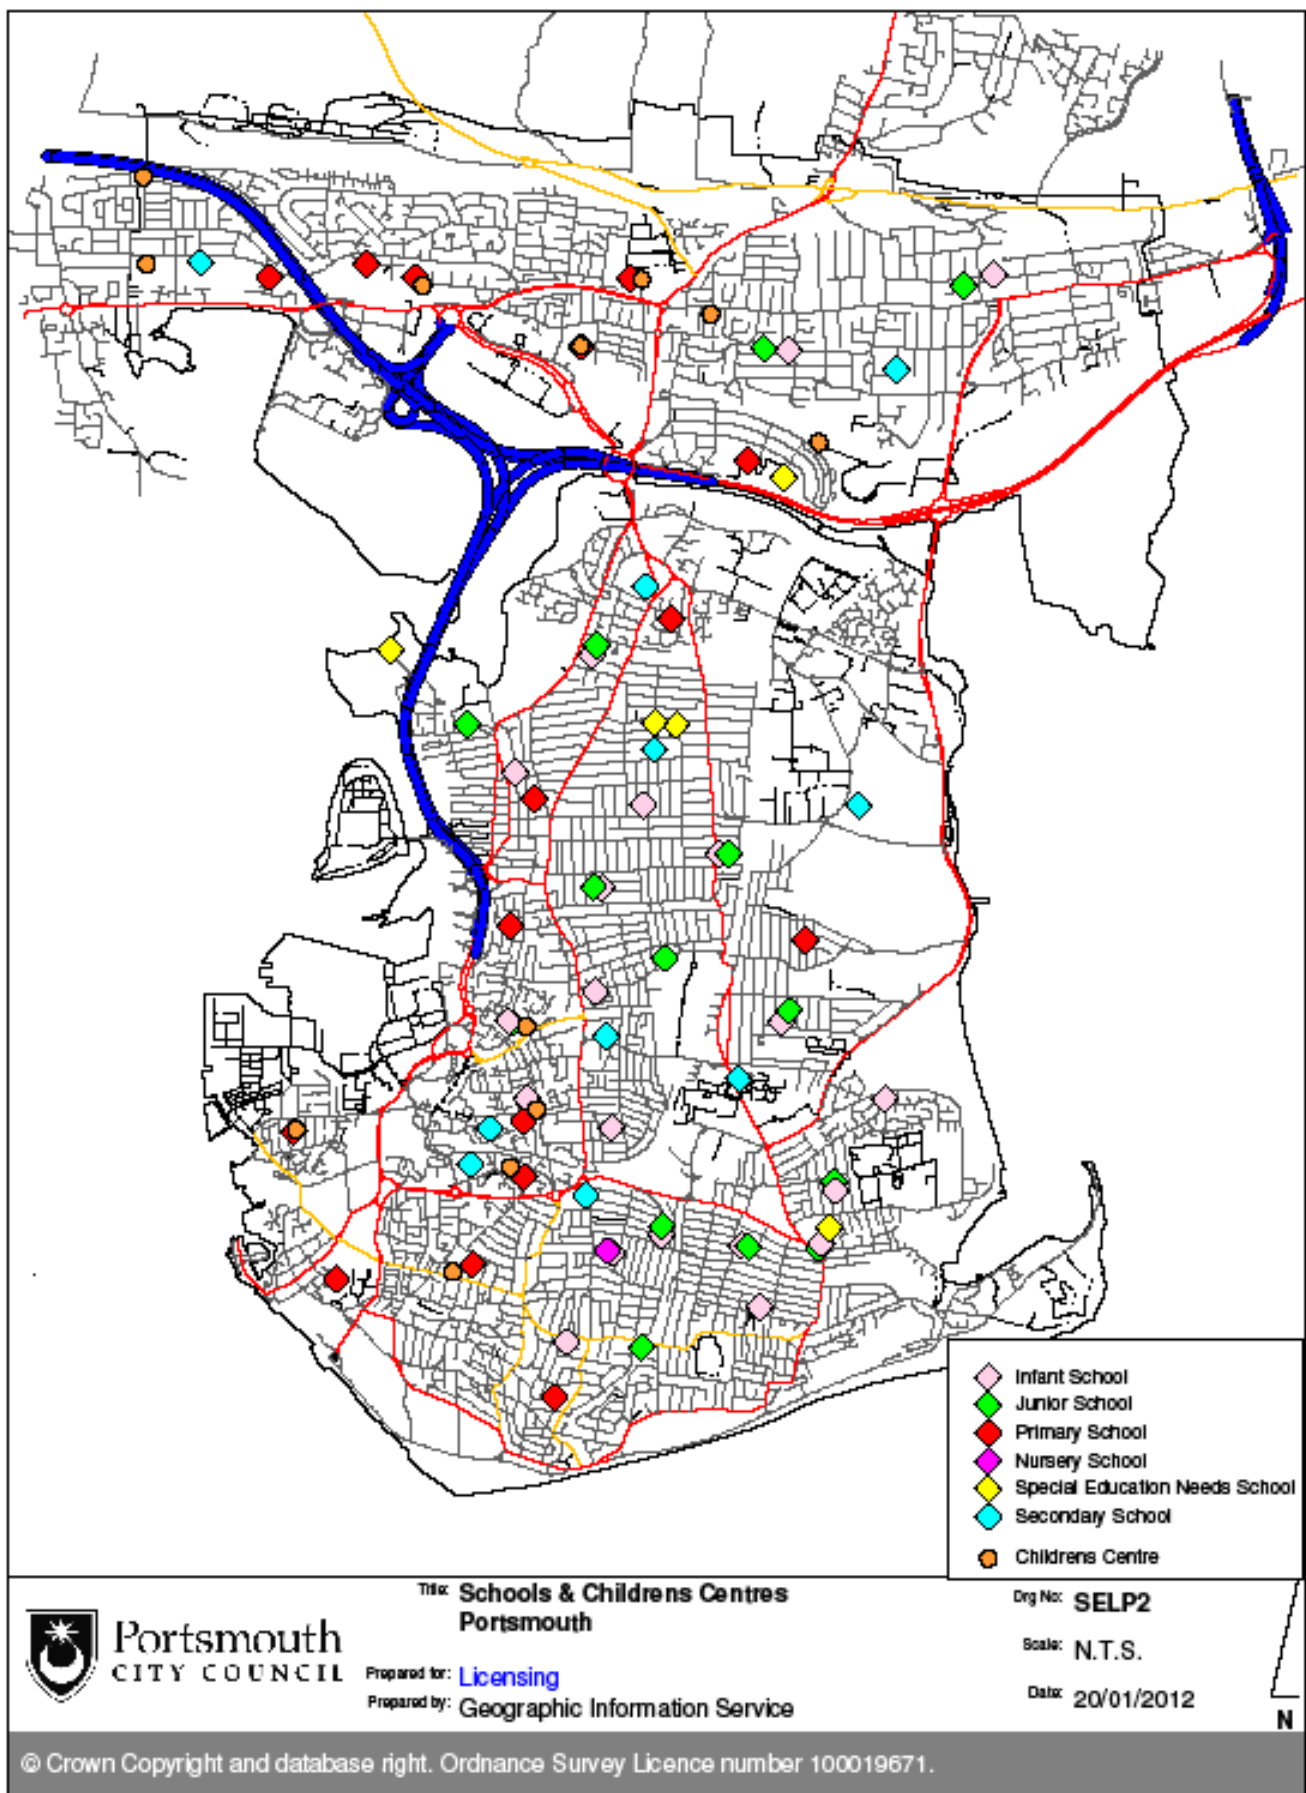 Infant School
Junior School
Primary School
Nursery School
Special Education Needs School
Secondary School
Childrens Centre
Title: Schools & Childrens Centres
Portsmouth
Prepared for: Licensing
Prepared by: Geographic Information Service
Drg No: SELP2
Scale: N.T.S.
Date: 20/01/2012
N
Portsmouth
CITY COUNCIL
© Crown Copyright and database right. Ordnance Survey Licence number 100019671.